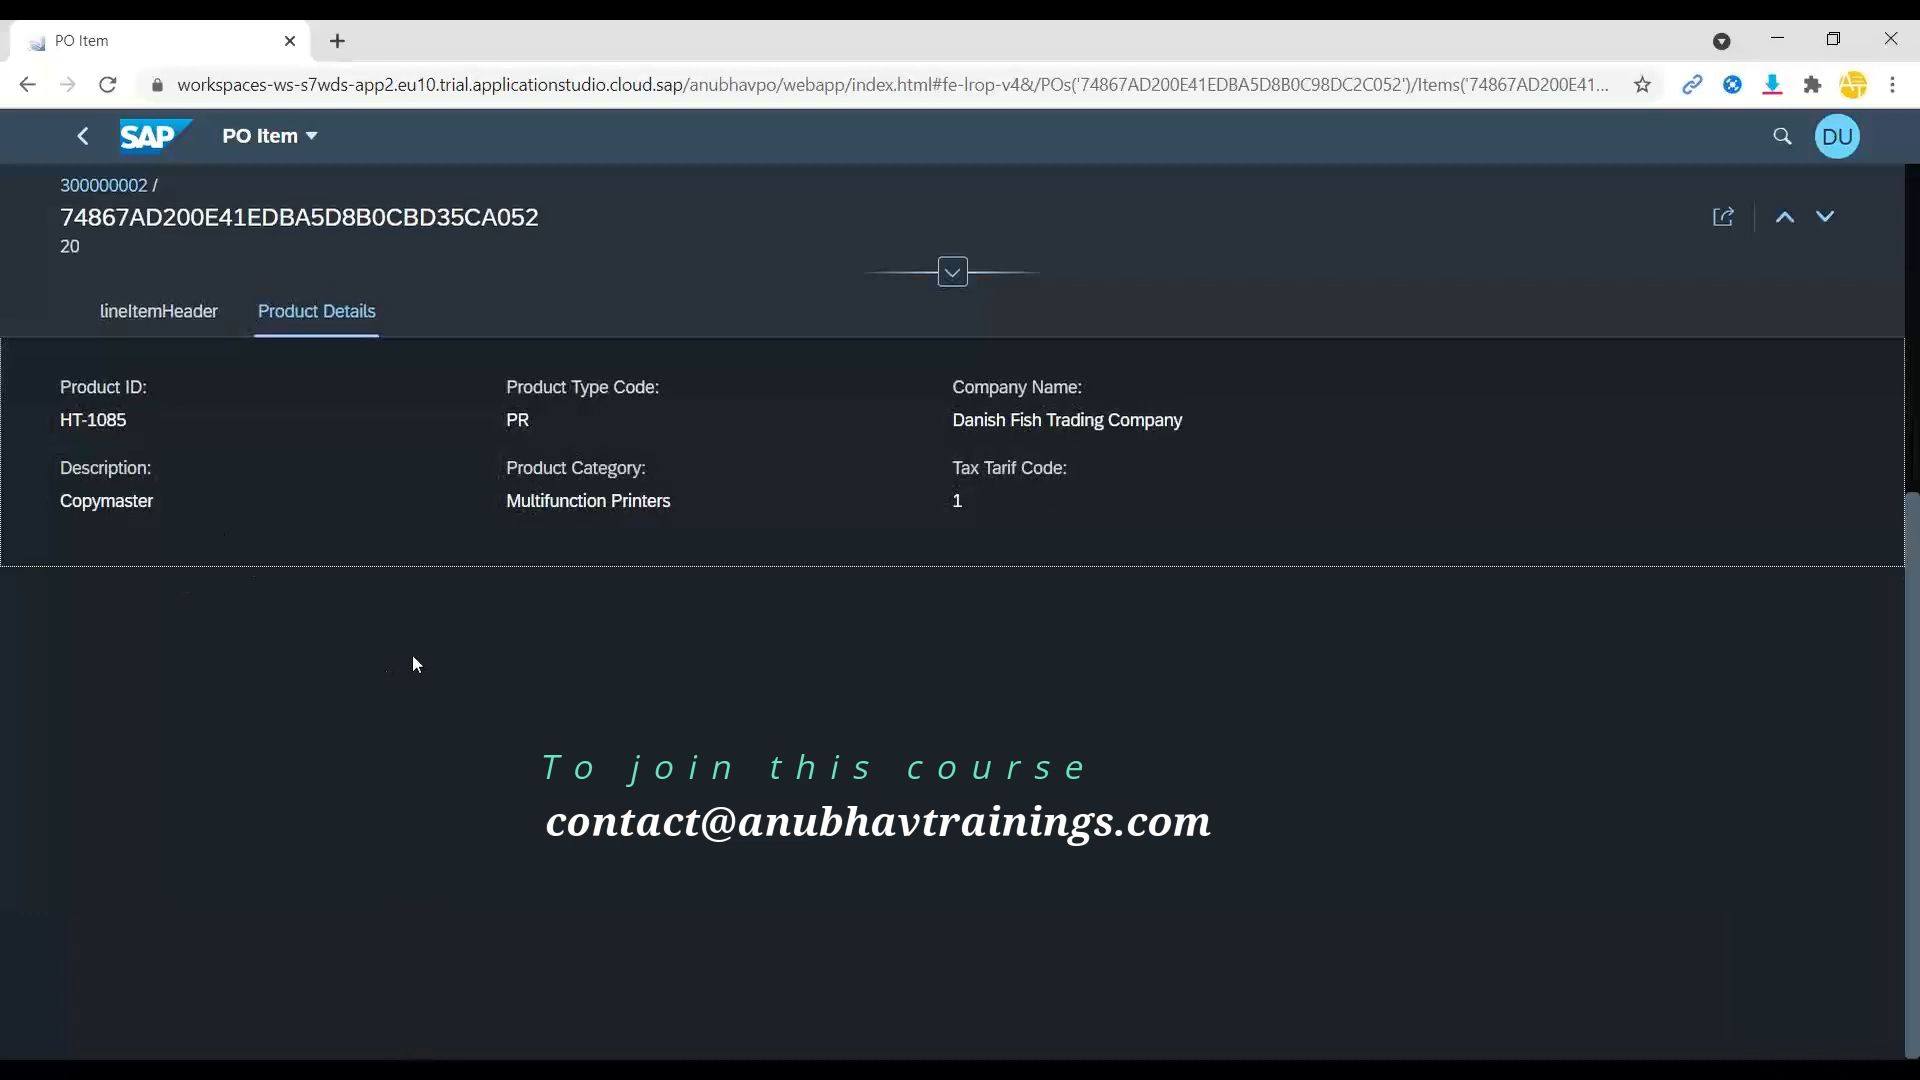 PO Item
workspaces-ws-s7wds-app2.eu10.trial.applicationstudio.cloud.sap/anubhavpo/webapp/index.html#fe-lrop-v4&/POs('74867AD200E41EDBA5D8B0C98DC2C052')/Items('74867AD200E41...
SAP PO Item DU
300000002 /
74867AD200E41EDBA5D8B0CBD35CA052
20
lineItemHeader Product Details
Product ID: Product Type Code: Company Name:
HT-1085 PR Danish Fish Trading Company
Description: Product Category: Tax Tarif Code:
Copymaster Multifunction Printers 1
To join this course
contact@anubhavtrainings.com